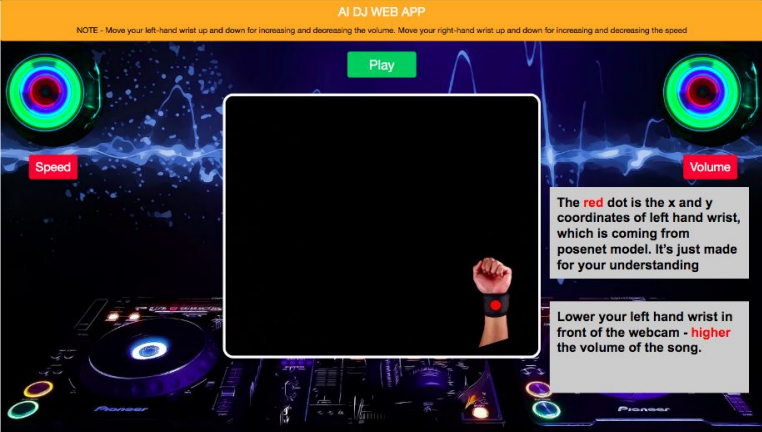 AI DJ WEB APP
NOTE - Move your left-hand wrist up and down for increasing and decreasing the volume. Move your right-hand wrist up and down for increasing and decreasing the speed
Play
Speed
Volume
The red dot is the x and y
coordinates of left hand wrist,
which is coming from
posenet model. It's just made
for your understanding
Lower your left hand wrist in
front of the webcam - higher
the volume of the song.
Pioneer
Pioneer